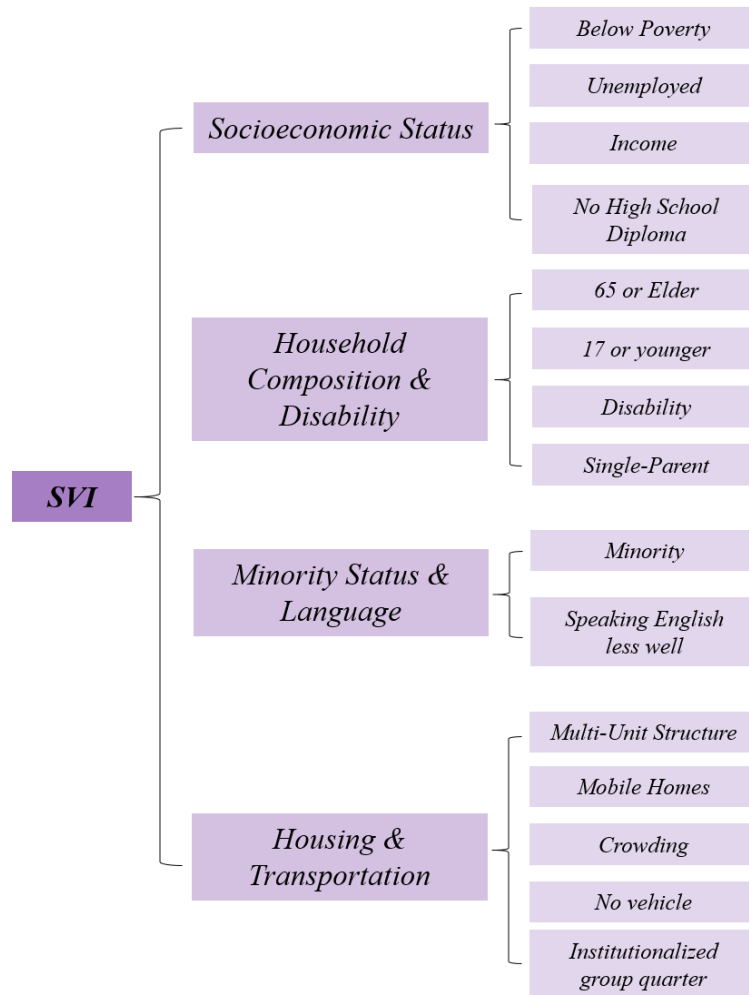 SVI
Socioeconomic Status
Below Poverty
Unemployed
Income
No High School
Diploma
Household
Composition &
Disability
65 or Elder
17 or younger
Disability
Single-Parent
Minority Status &
Language
Minority
Speaking English
less well
Housing &
Transportation
Multi-Unit Structure
Mobile Homes
Crowding
No vehicle
Institutionalized
group quarter